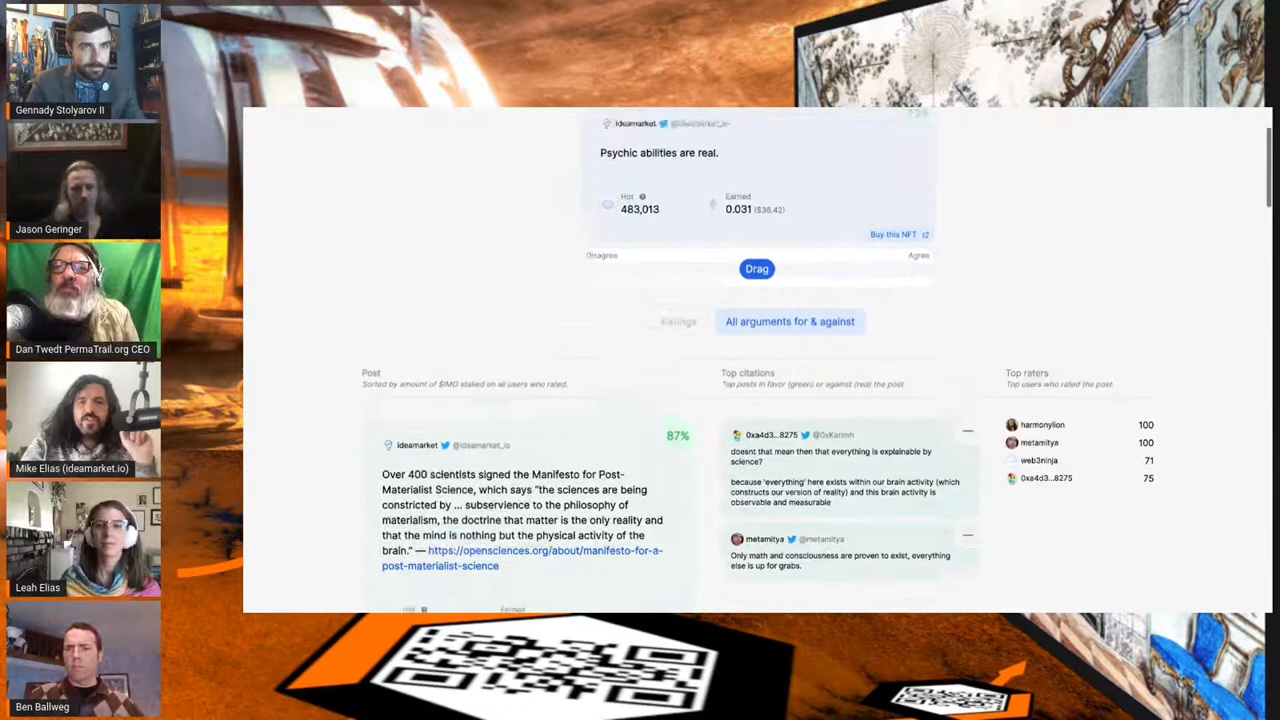 Gennady Stolyarov II
Jason Geringer
Dan Twedt PermaTrail.org CEO
Mike Elias (ideamarket.io)
Leah Elias
Ben Ballweg
ideamarket @ideamarket_io
Psychic abilities are real.
Hot
483,013
Earned
0.031 ($36.42)
Buy this NFT
Disagree
Agree
Drag
Ratings
All arguments for & against
Post
Sorted by amount of $IMO staked on all users who rated.
ideamarket @ideamarket_io
87%
Over 400 scientists signed the Manifesto for Post-
Materialist Science, which says "the sciences are being
constricted by ... subservience to the philosophy of
materialism, the doctrine that matter is the only reality and
that the mind is nothing but the physical activity of the
brain." — https://opensciences.org/about/manifesto-for-a-
post-materialist-science
Earned
Top citations
Top posts in favor (green) or against (red) the post.
0xa4d3...8275 @0xKarimh
doesnt that mean then that everything is explainable by
science?
because 'everything' here exists within our brain activity (which
constructs our version of reality) and this brain activity is
observable and measurable
metamitya @metamitya
Only math and consciousness are proven to exist, everything
else is up for grabs.
Top raters
Top users who rated the post.
harmonylion 100
metamitya 100
web3ninja 71
0xa4d3...8275 75